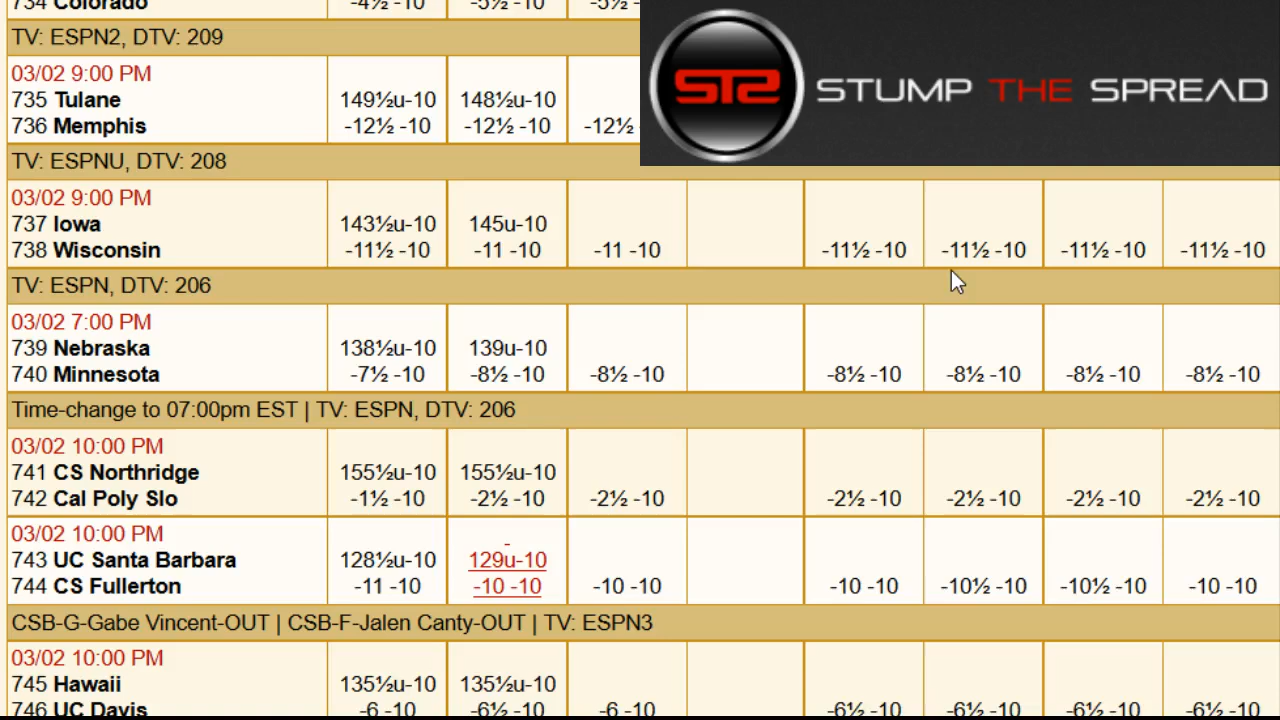 734 Colorado -4½ -10 -5½ -10 -5½ -
TV: ESPN2, DTV: 209
STS STUMP THE SPREAD
03/02 9:00 PM
735 Tulane 149½u-10 148½u-10
736 Memphis -12½ -10 -12½ -10 -12½
TV: ESPNU, DTV: 208
03/02 9:00 PM
737 Iowa 143½u-10 145u-10
738 Wisconsin -11½ -10 -11 -10 -11 -10 -11½ -10 -11½ -10 -11½ -10 -11½ -10
TV: ESPN, DTV: 206
03/02 7:00 PM
739 Nebraska 138½u-10 139u-10
740 Minnesota -7½ -10 -8½ -10 -8½ -10 -8½ -10 -8½ -10 -8½ -10 -8½ -10
Time-change to 07:00pm EST | TV: ESPN, DTV: 206
03/02 10:00 PM
741 CS Northridge 155½u-10 155½u-10
742 Cal Poly Slo -1½ -10 -2½ -10 -2½ -10 -2½ -10 -2½ -10 -2½ -10 -2½ -10
03/02 10:00 PM
-
743 UC Santa Barbara 128½u-10 129u-10
744 CS Fullerton -11 -10 -10 -10 -10 -10 -10 -10 -10½ -10 -10½ -10 -10 -10
CSB-G-Gabe Vincent-OUT | CSB-F-Jalen Canty-OUT | TV: ESPN3
03/02 10:00 PM
745 Hawaii 135½u-10 135½u-10
746 UC Davis -6 -10 -6½ -10 -6 -10 -6½ -10 -6½ -10 -6½ -10 -6½ -10